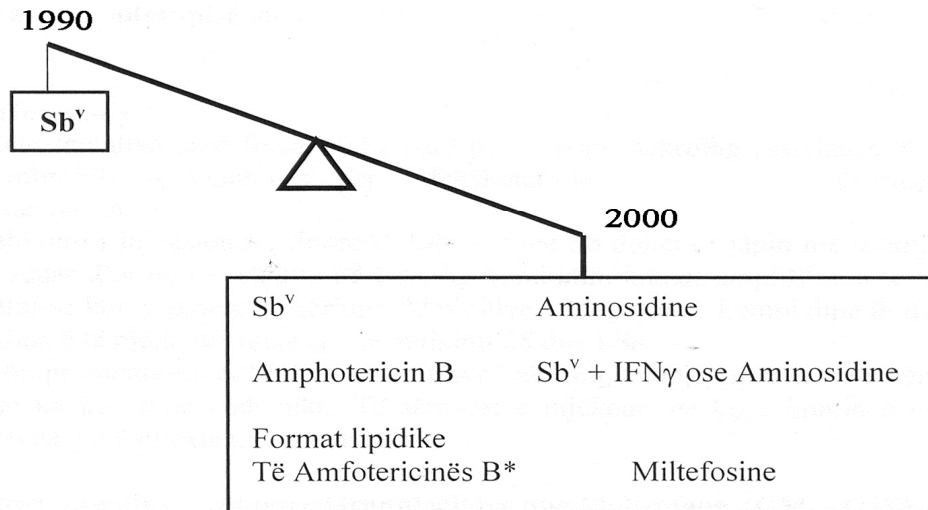 1990
Sbᵛ
2000
Sbᵛ Aminosidine
Amphotericin B Sbᵛ + IFNγ ose Aminosidine
Format lipidike
Të Amfotericinës B* Miltefosine